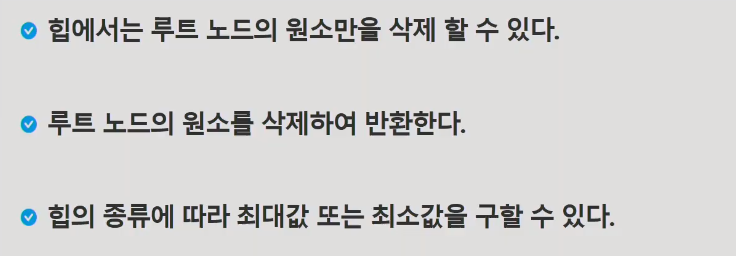 힙에서는 루트 노드의 원소만을 삭제 할 수 있다.
루트 노드의 원소를 삭제하여 반환한다.
힙의 종류에 따라 최대값 또는 최소값을 구할 수 있다.